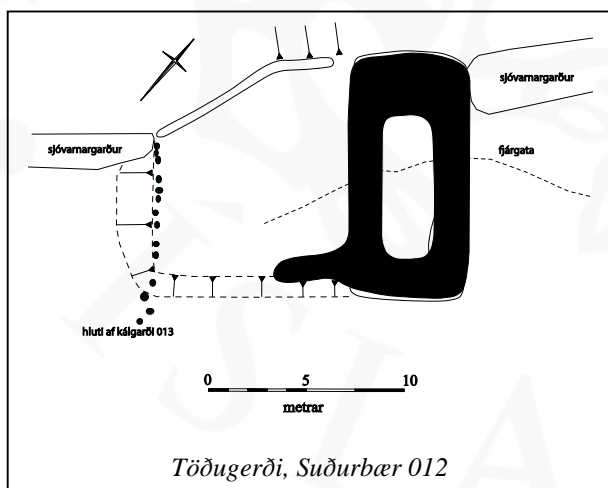 sjóvarnargarður
sjóvarnargarður
fjárgata
hluti af kálgarði 013
0 5 10
metrar
Töðugerði, Suðurbær 012